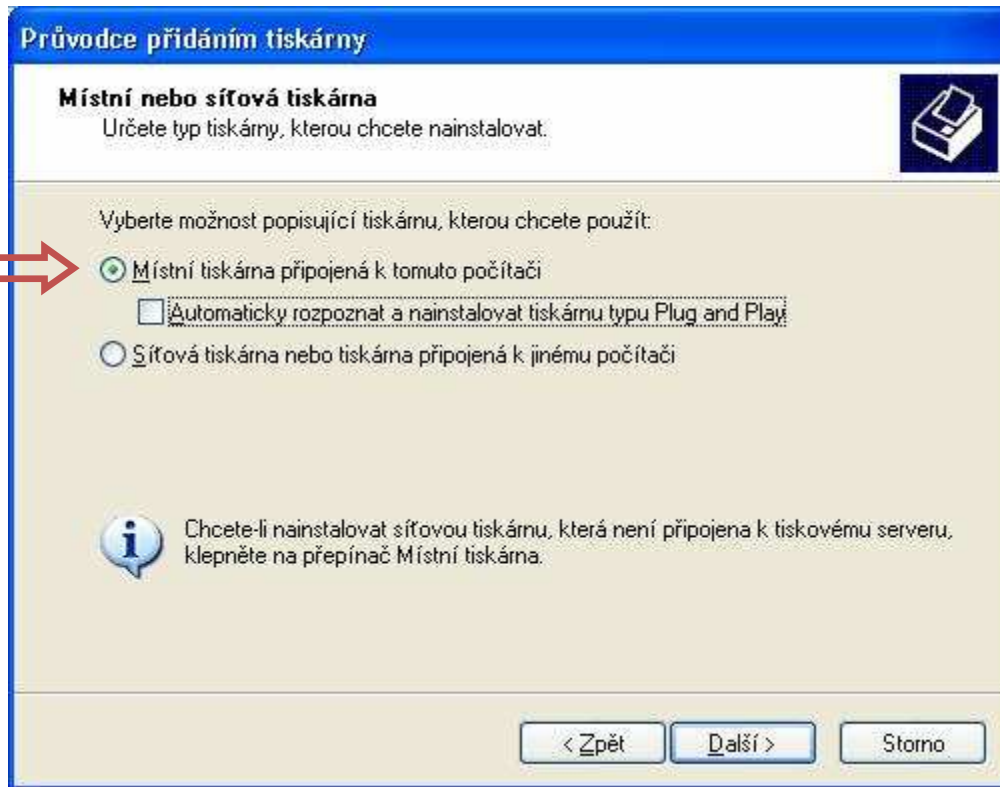 Průvodce přidáním tiskárny
Místní nebo síťová tiskárna
Určete typ tiskárny, kterou chcete nainstalovat.
Vyberte možnost popisující tiskárnu, kterou chcete použít:
Místní tiskárna připojená k tomuto počítači
Automaticky rozpoznat a nainstalovat tiskárnu typu Plug and Play
Síťová tiskárna nebo tiskárna připojená k jinému počítači
Chcete-li nainstalovat síťovou tiskárnu, která není připojena k tiskovému serveru,
klepněte na přepínač Místní tiskárna.
< Zpět
Další >
Storno